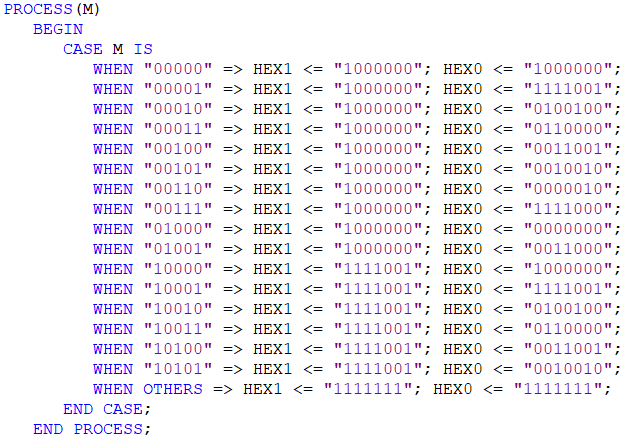 PROCESS(M)
BEGIN
CASE M IS
WHEN "00000" => HEX1 <= "1000000"; HEX0 <= "1000000";
WHEN "00001" => HEX1 <= "1000000"; HEX0 <= "1111001";
WHEN "00010" => HEX1 <= "1000000"; HEX0 <= "0100100";
WHEN "00011" => HEX1 <= "1000000"; HEX0 <= "0110000";
WHEN "00100" => HEX1 <= "1000000"; HEX0 <= "0011001";
WHEN "00101" => HEX1 <= "1000000"; HEX0 <= "0010010";
WHEN "00110" => HEX1 <= "1000000"; HEX0 <= "0000010";
WHEN "00111" => HEX1 <= "1000000"; HEX0 <= "1111000";
WHEN "01000" => HEX1 <= "1000000"; HEX0 <= "0000000";
WHEN "01001" => HEX1 <= "1000000"; HEX0 <= "0011000";
WHEN "10000" => HEX1 <= "1111001"; HEX0 <= "1000000";
WHEN "10001" => HEX1 <= "1111001"; HEX0 <= "1111001";
WHEN "10010" => HEX1 <= "1111001"; HEX0 <= "0100100";
WHEN "10011" => HEX1 <= "1111001"; HEX0 <= "0110000";
WHEN "10100" => HEX1 <= "1111001"; HEX0 <= "0011001";
WHEN "10101" => HEX1 <= "1111001"; HEX0 <= "0010010";
WHEN OTHERS => HEX1 <= "1111111"; HEX0 <= "1111111";
END CASE;
END PROCESS;